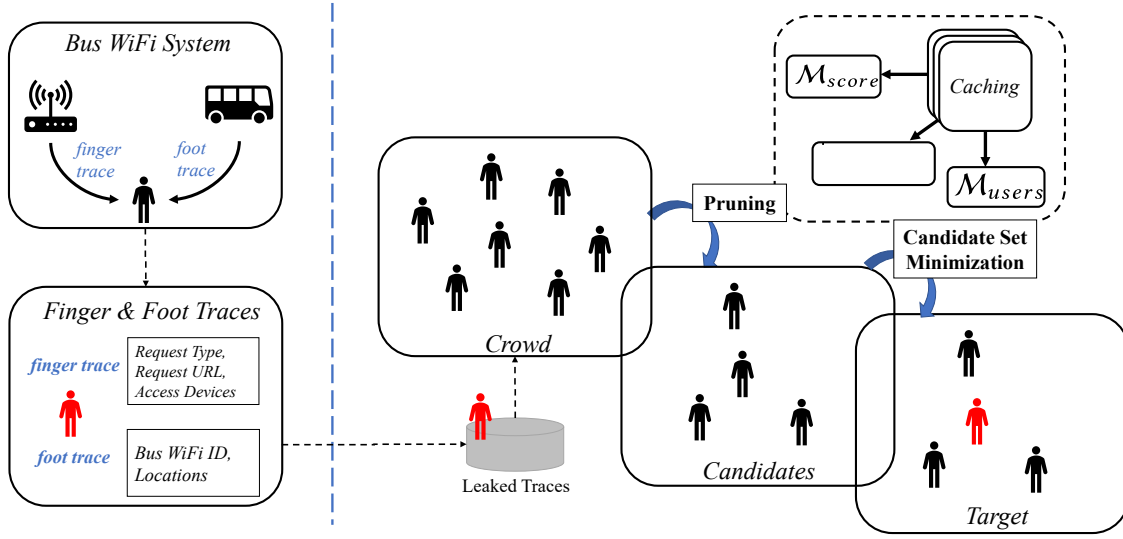 Bus WiFi System
finger
trace
foot
trace
Finger & Foot Traces
finger trace
Request Type,
Request URL,
Access Devices
foot trace
Bus WiFi ID,
Locations
Leaked Traces
Crowd
Pruning
Candidates
Candidate Set
Minimization
Target
Caching
ℳscore
ℳusers